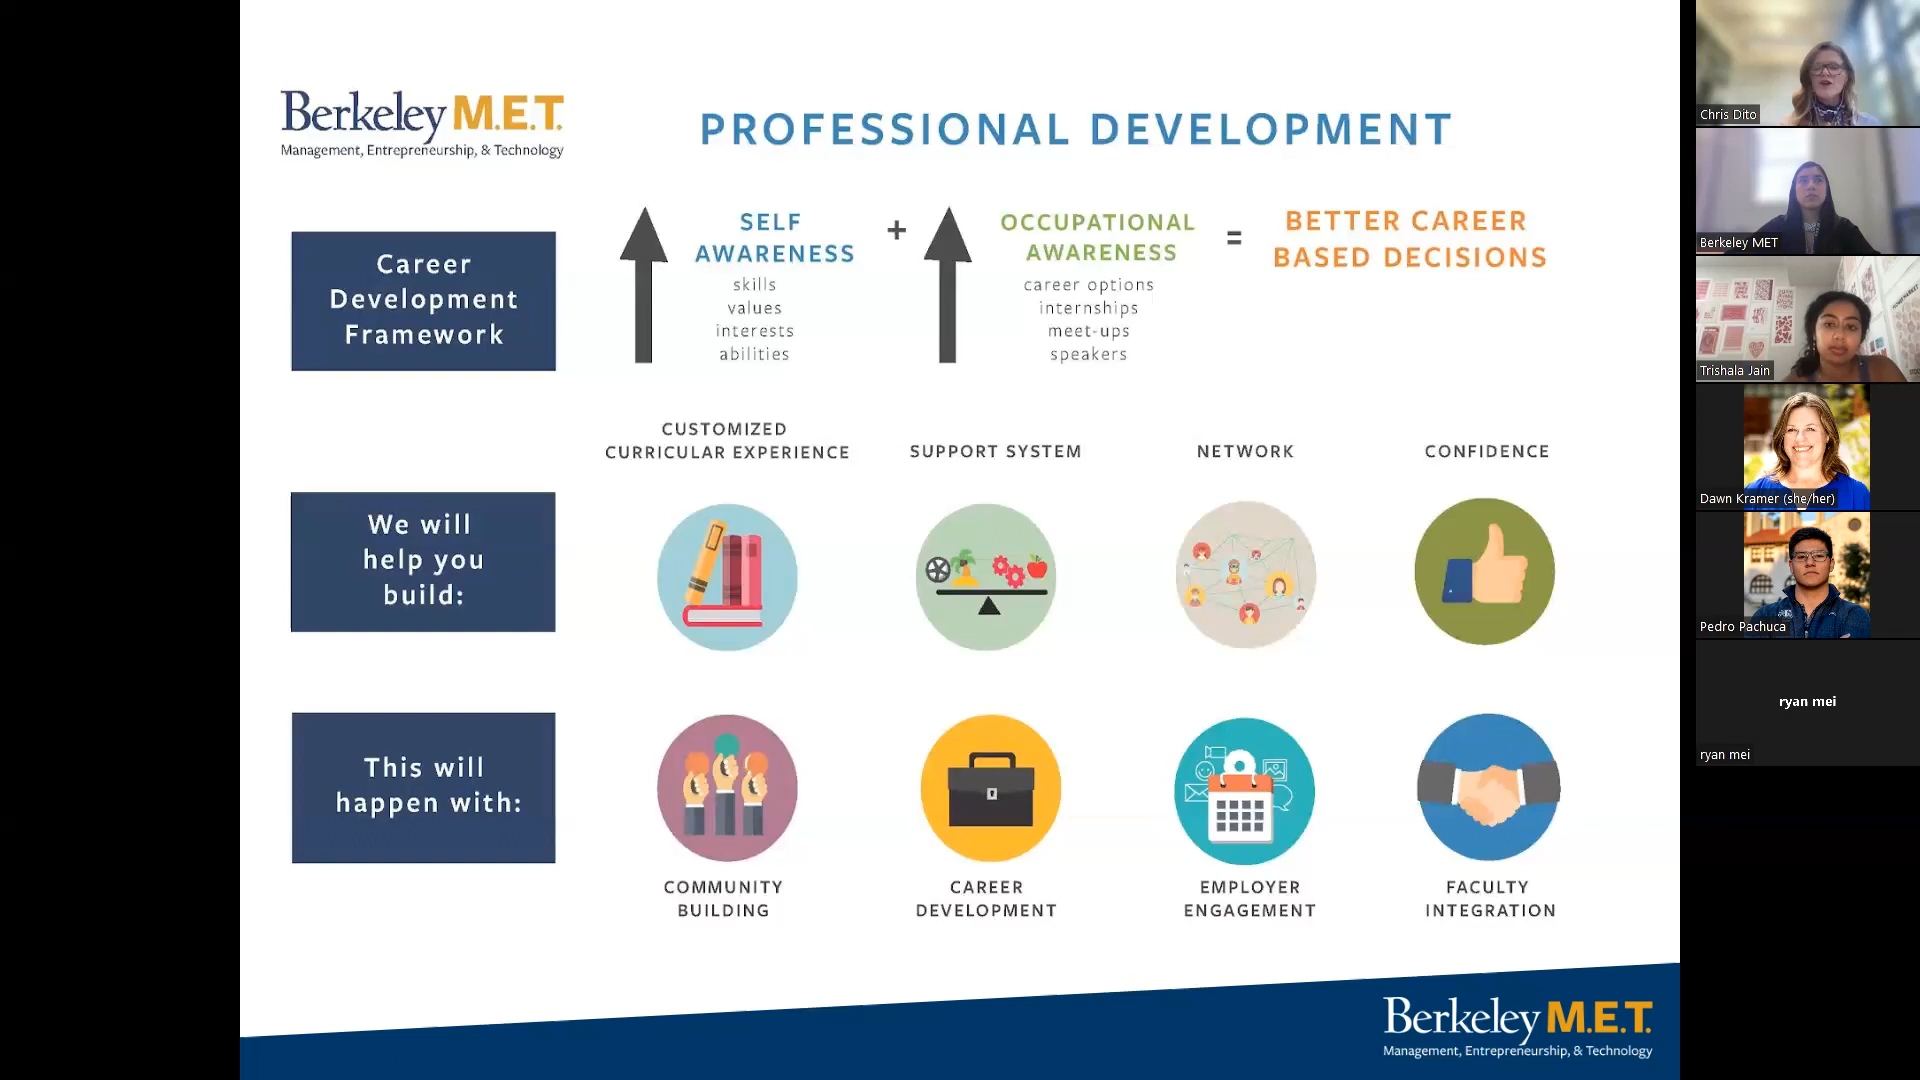 Berkeley M.E.T.
Management, Entrepreneurship, & Technology
PROFESSIONAL DEVELOPMENT
Career
Development
Framework
SELF
AWARENESS
skills
values
interests
abilities
+
OCCUPATIONAL
AWARENESS
career options
internships
meet-ups
speakers
=
BETTER CAREER
BASED DECISIONS
We will
help you
build:
CUSTOMIZED
CURRICULAR EXPERIENCE
SUPPORT SYSTEM
NETWORK
CONFIDENCE
This will
happen with:
COMMUNITY
BUILDING
CAREER
DEVELOPMENT
EMPLOYER
ENGAGEMENT
FACULTY
INTEGRATION
Berkeley M.E.T.
Management, Entrepreneurship, & Technology
Chris Dito
Berkeley MET
Trishala Jain
Dawn Kramer (she/her)
Pedro Pachuca
ryan mei
ryan mei